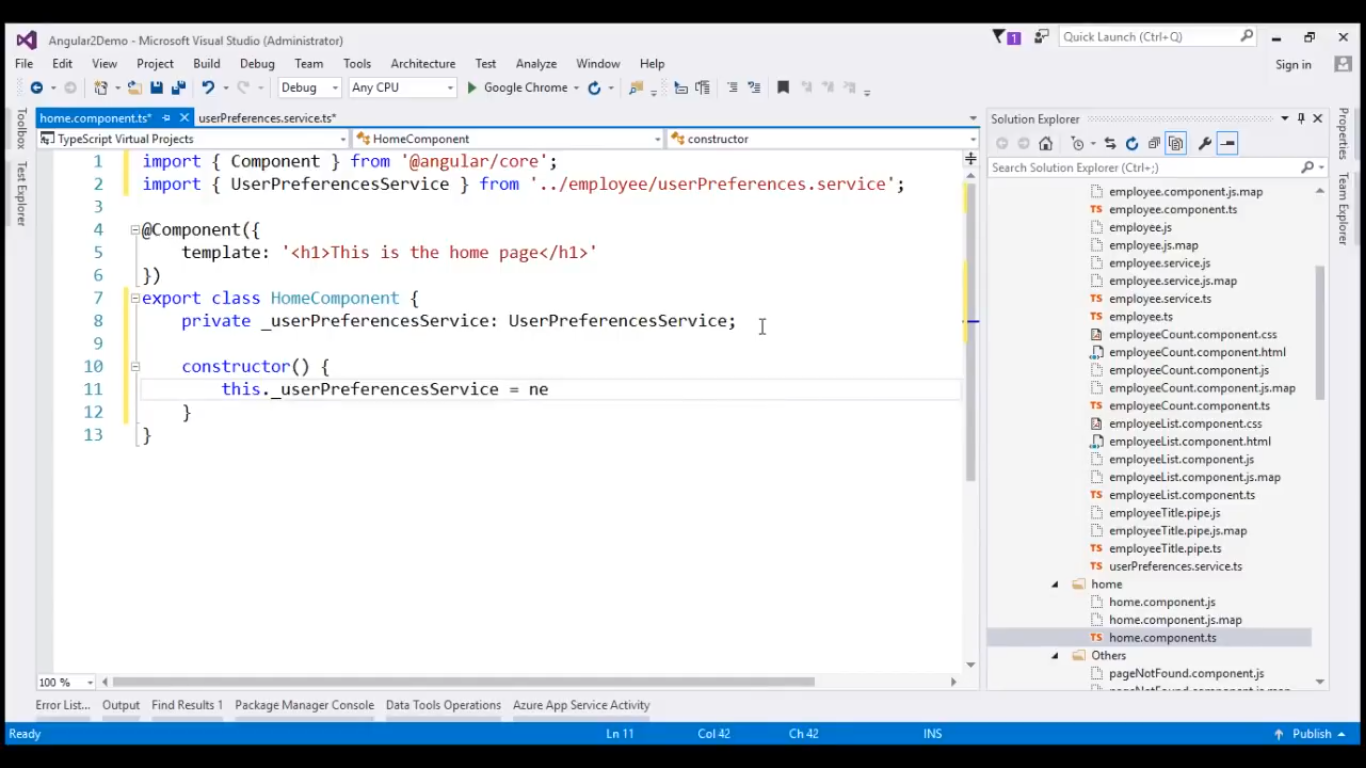 Angular2Demo - Microsoft Visual Studio (Administrator)
1
Quick Launch (Ctrl+Q)
File Edit View Project Build Debug Team Tools Architecture Test Analyze Window Help
Sign in
Debug Any CPU Google Chrome
Toolbox
Test Explorer
home.component.ts*
userPreferences.service.ts*
TypeScript Virtual Projects
HomeComponent
constructor
1 import { Component } from '@angular/core';
2 import { UserPreferencesService } from '../employee/userPreferences.service';
3
4 @Component({
5 template: '<h1>This is the home page</h1>'
6 })
7 export class HomeComponent {
8 private _userPreferencesService: UserPreferencesService;
9
10 constructor() {
11 this._userPreferencesService = ne
12 }
13 }
100 %
Solution Explorer
Search Solution Explorer (Ctrl+;)
employee.component.js.map
TS employee.component.ts
employee.js
employee.js.map
employee.service.js
employee.service.js.map
TS employee.service.ts
TS employee.ts
employeeCount.component.css
employeeCount.component.html
employeeCount.component.js
employeeCount.component.js.map
TS employeeCount.component.ts
employeeList.component.css
employeeList.component.html
employeeList.component.js
employeeList.component.js.map
TS employeeList.component.ts
employeeTitle.pipe.js
employeeTitle.pipe.js.map
TS employeeTitle.pipe.ts
TS userPreferences.service.ts
home
home.component.js
home.component.js.map
TS home.component.ts
Others
pageNotFound.component.js
Properties
Team Explorer
Error List... Output Find Results 1 Package Manager Console Data Tools Operations Azure App Service Activity
Ready Ln 11 Col 42 Ch 42 INS Publish